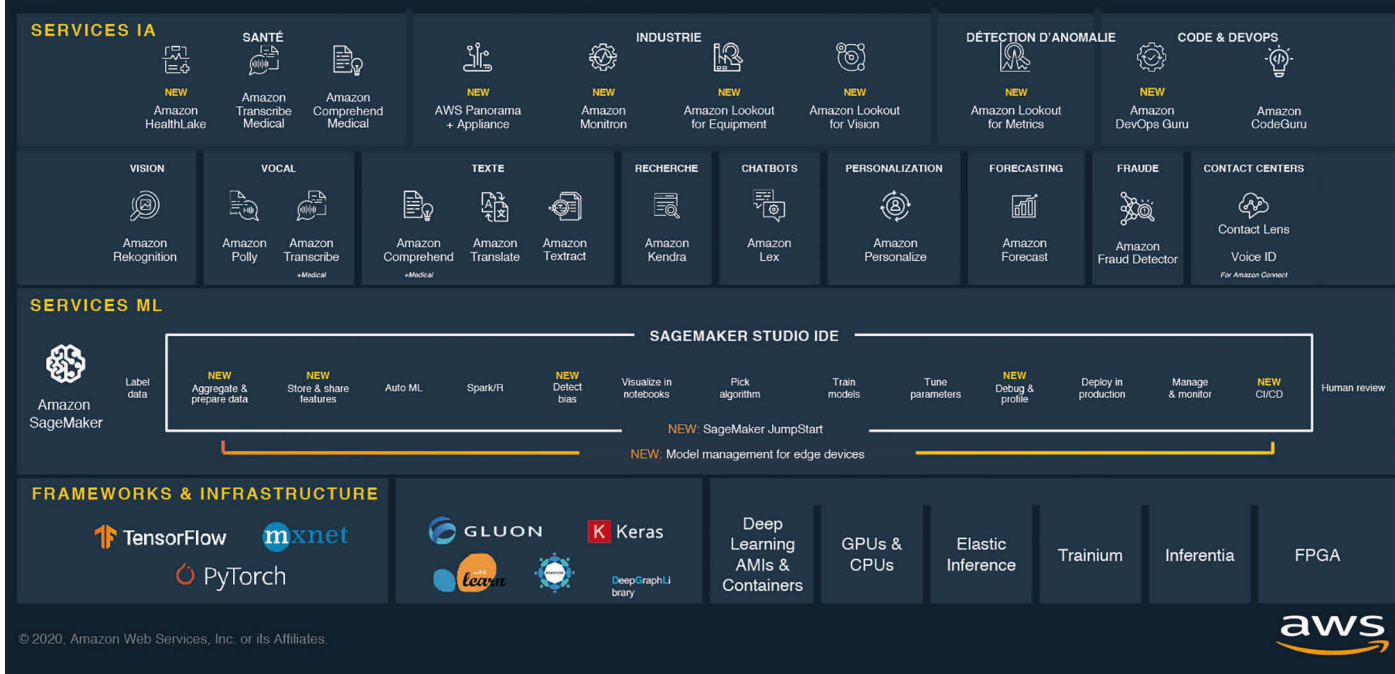 SERVICES IA
SANTÉ
INDUSTRIE
DÉTECTION D'ANOMALIE
CODE & DEVOPS
NEW
Amazon
HealthLake
Amazon
Transcribe
Medical
Amazon
Comprehend
Medical
NEW
AWS Panorama
+ Appliance
NEW
Amazon
Monitron
NEW
Amazon Lookout
for Equipment
NEW
Amazon Lookout
for Vision
NEW
Amazon Lookout
for Metrics
NEW
Amazon
DevOps Guru
Amazon
CodeGuru
VISION
Amazon
Rekognition
VOCAL
Amazon
Polly
Amazon
Transcribe
+Medical
TEXTE
Amazon
Comprehend
+Medical
Amazon
Translate
Amazon
Textract
RECHERCHE
Amazon
Kendra
CHATBOTS
Amazon
Lex
PERSONALIZATION
Amazon
Personalize
FORECASTING
Amazon
Forecast
FRAUDE
Amazon
Fraud Detector
CONTACT CENTERS
Contact Lens
Voice ID
For Amazon Connect
SERVICES ML
Amazon
SageMaker
SAGEMAKER STUDIO IDE
Label
data
NEW
Aggregate &
prepare data
NEW
Store & share
features
Auto ML
Spark/R
NEW
Detect
bias
Visualize in
notebooks
Pick
algorithm
Train
models
Tune
parameters
NEW
Debug &
profile
Deploy in
production
Manage
& monitor
NEW
CI/CD
Human review
NEW: SageMaker JumpStart
NEW: Model management for edge devices
FRAMEWORKS & INFRASTRUCTURE
TensorFlow
mxnet
PyTorch
GLUON
K Keras
learn
DeepGraphLi
brary
Deep
Learning
AMIs &
Containers
GPUs &
CPUs
Elastic
Inference
Trainium
Inferentia
FPGA
© 2020, Amazon Web Services, Inc. or its Affiliates.
aws